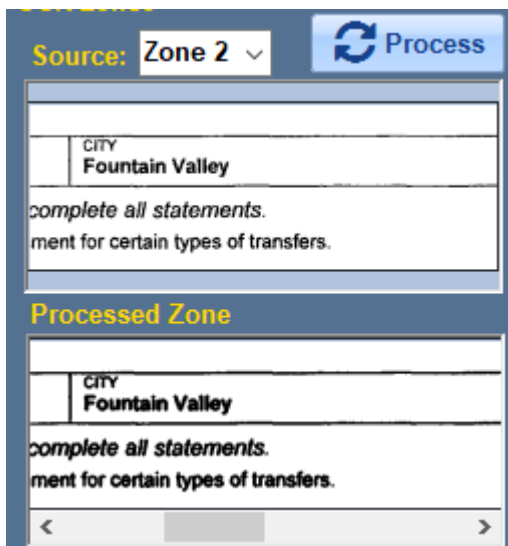 Source: Zone 2 Process
CITY
Fountain Valley
complete all statements.
ment for certain types of transfers.
Processed Zone
CITY
Fountain Valley
complete all statements.
ment for certain types of transfers.